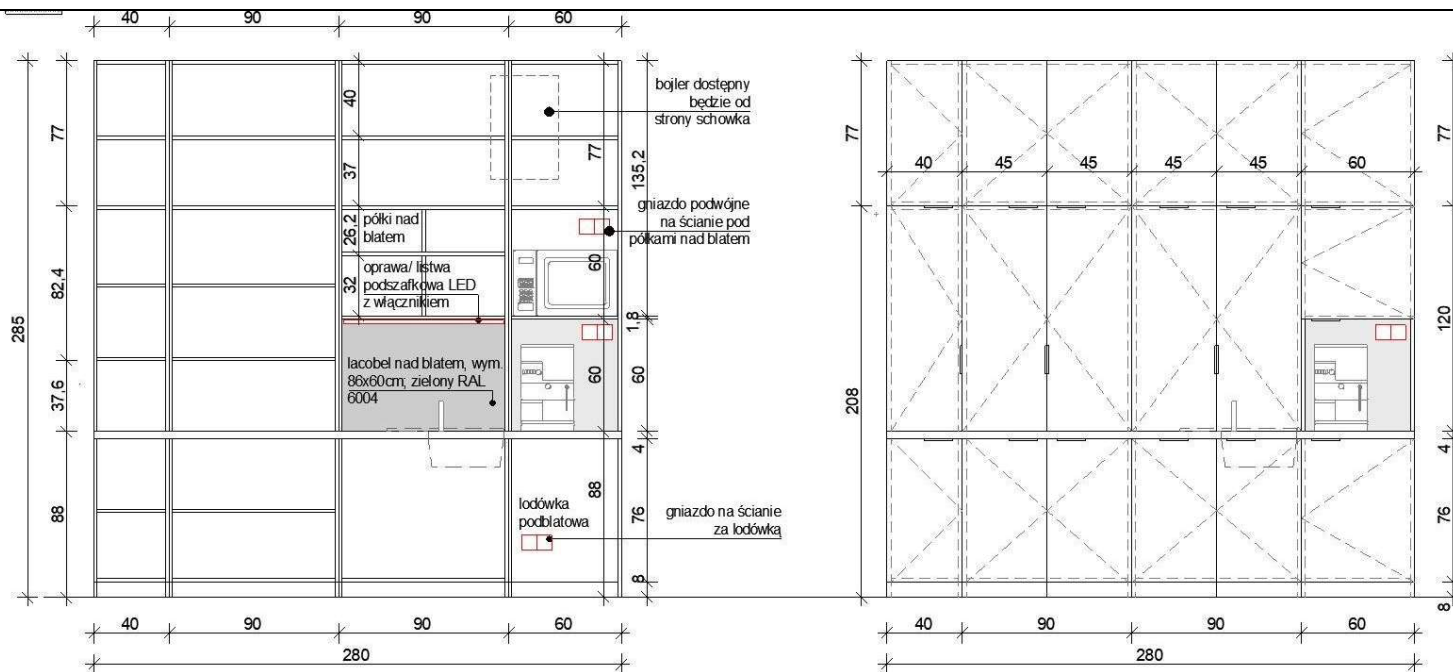 40 90 90 60
285
77
82,4
37,6
88
40
37
26,2
32
półki nad
blatem
oprawa/ listwa
podszafkowa LED
z włącznikiem
lacobel nad blatem, wym.
86x60cm; zielony RAL
6004
77
60
60
88
135,2
1,8
60
4
76
8
bojler dostępny
będzie od
strony schowka
gniazdo podwójne
na ścianie pod
półkami nad blatem
lodówka
podblatowa
gniazdo na ścianie
za lodówką
40 90 90 60
280
77
208
40 45 45 45 45 60
77
120
4
76
8
40 90 90 60
280